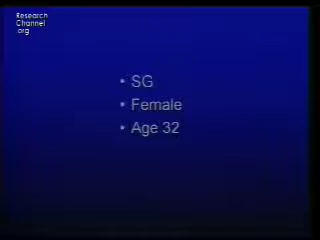 Research
Channel
.org
• SG
• Female
• Age 32